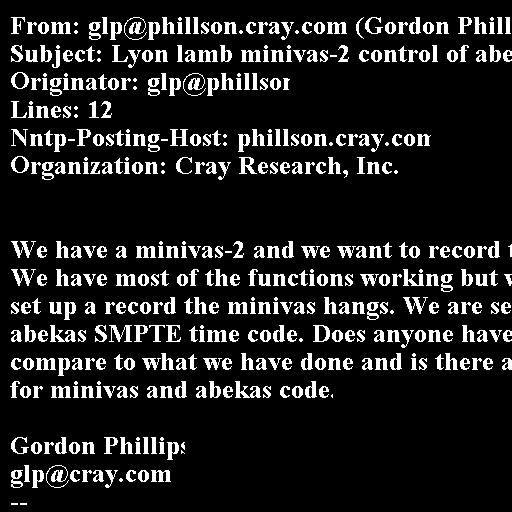 From: glp@phillson.cray.com (Gordon Phill
Subject: Lyon lamb minivas-2 control of abe
Originator: glp@phillson
Lines: 12
Nntp-Posting-Host: phillson.cray.com
Organization: Cray Research, Inc.
We have a minivas-2 and we want to record t
We have most of the functions working but w
set up a record the minivas hangs. We are se
abekas SMPTE time code. Does anyone have
compare to what we have done and is there a
for minivas and abekas code.
Gordon Phillips
glp@cray.com
--